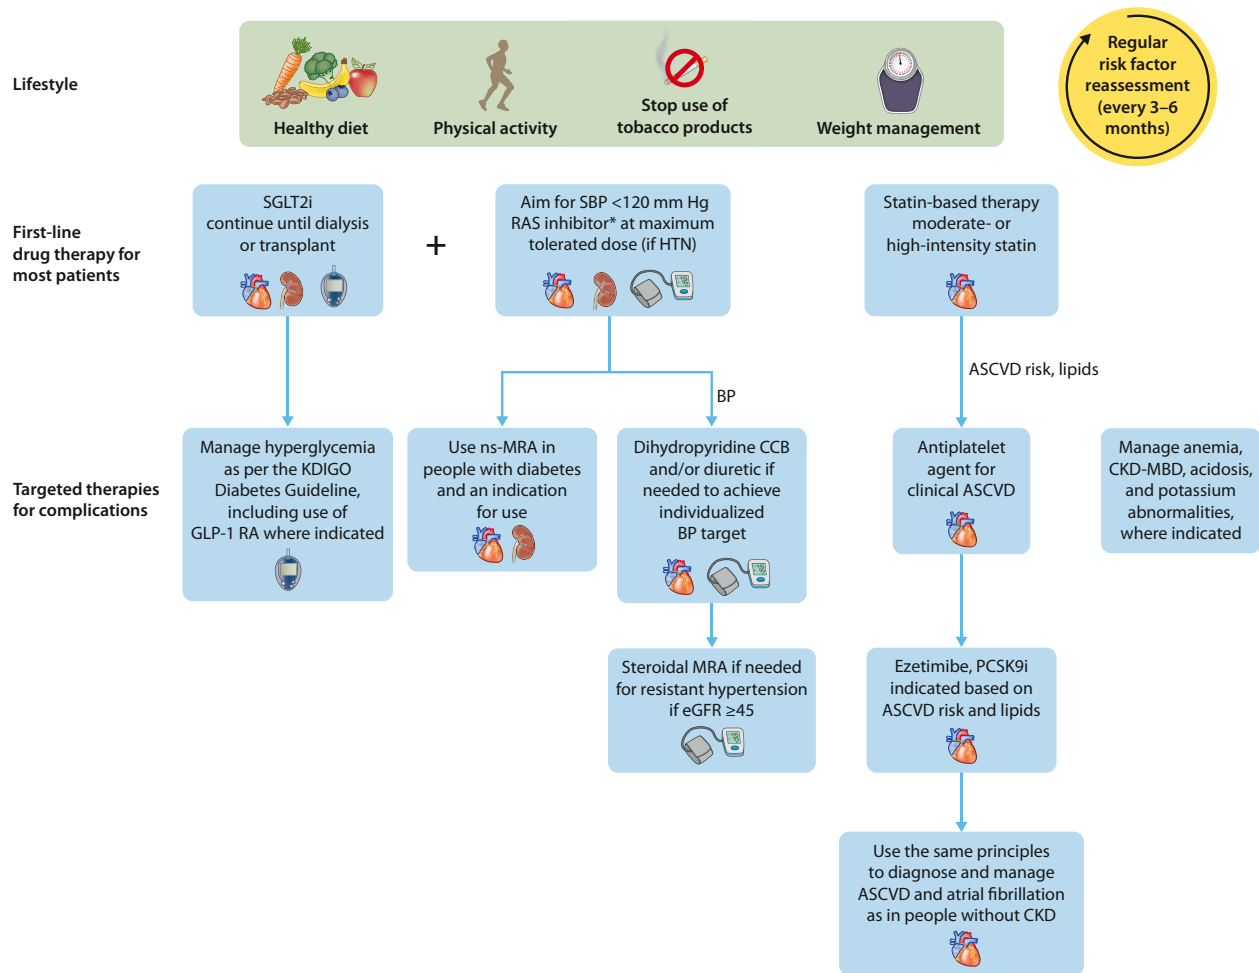 Lifestyle
Healthy diet
Physical activity
Stop use of
tobacco products
Weight management
Regular
risk factor
reassessment
(every 3–6
months)
First-line
drug therapy for
most patients
SGLT2i
continue until dialysis
or transplant
+
Aim for SBP <120 mm Hg
RAS inhibitor* at maximum
tolerated dose (if HTN)
Statin-based therapy
moderate- or
high-intensity statin
BP
ASCVD risk, lipids
Targeted therapies
for complications
Manage hyperglycemia
as per the KDIGO
Diabetes Guideline,
including use of
GLP-1 RA where indicated
Use ns-MRA in
people with diabetes
and an indication
for use
Dihydropyridine CCB
and/or diuretic if
needed to achieve
individualized
BP target
Antiplatelet
agent for
clinical ASCVD
Manage anemia,
CKD-MBD, acidosis,
and potassium
abnormalities,
where indicated
Steroidal MRA if needed
for resistant hypertension
if eGFR ≥45
Ezetimibe, PCSK9i
indicated based on
ASCVD risk and lipids
Use the same principles
to diagnose and manage
ASCVD and atrial fibrillation
as in people without CKD